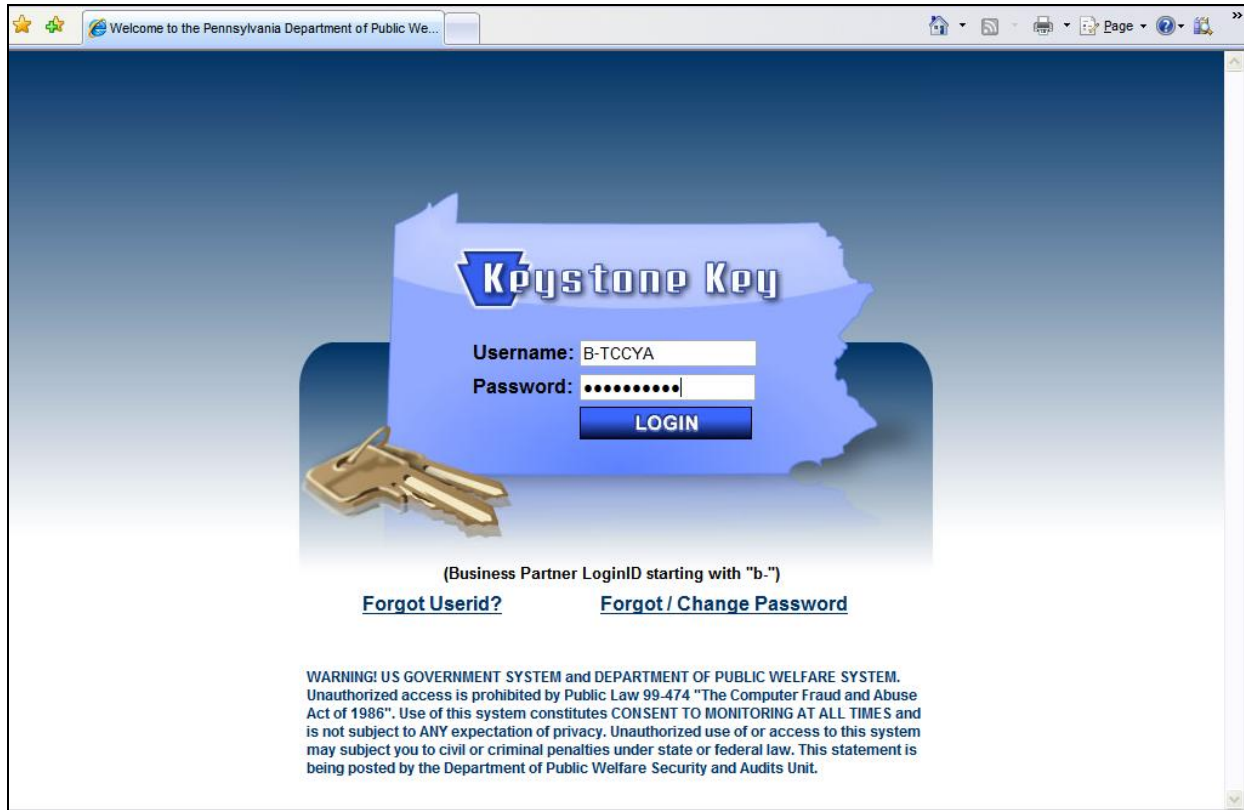 Welcome to the Pennsylvania Department of Public We...
Page
»
Keystone Key
Username: B-TCCYA
Password: ●●●●●●●●●●
LOGIN
(Business Partner LoginID starting with "b-")
Forgot Userid? Forgot / Change Password
WARNING! US GOVERNMENT SYSTEM and DEPARTMENT OF PUBLIC WELFARE SYSTEM.
Unauthorized access is prohibited by Public Law 99-474 "The Computer Fraud and Abuse
Act of 1986". Use of this system constitutes CONSENT TO MONITORING AT ALL TIMES and
is not subject to ANY expectation of privacy. Unauthorized use of or access to this system
may subject you to civil or criminal penalties under state or federal law. This statement is
being posted by the Department of Public Welfare Security and Audits Unit.